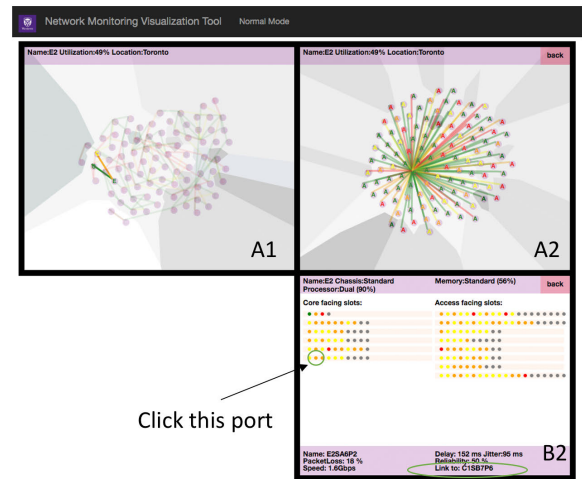 Network Monitoring Visualization Tool Normal Mode
Name:E2 Utilization:49% Location:Toronto
A1
Name:E2 Utilization:49% Location:Toronto back
A2
Name:E2 Chassis:Standard Memory:Standard (56%) back
Processor:Dual (90%)
Core facing slots: Access facing slots:
Click this port
Name: E2SA6P2 Delay: 152 ms Jitter:95 ms
PacketLoss: 18 % Reliability: 50 %
Speed: 1.6Gbps Link to: C1SB7P6
B2